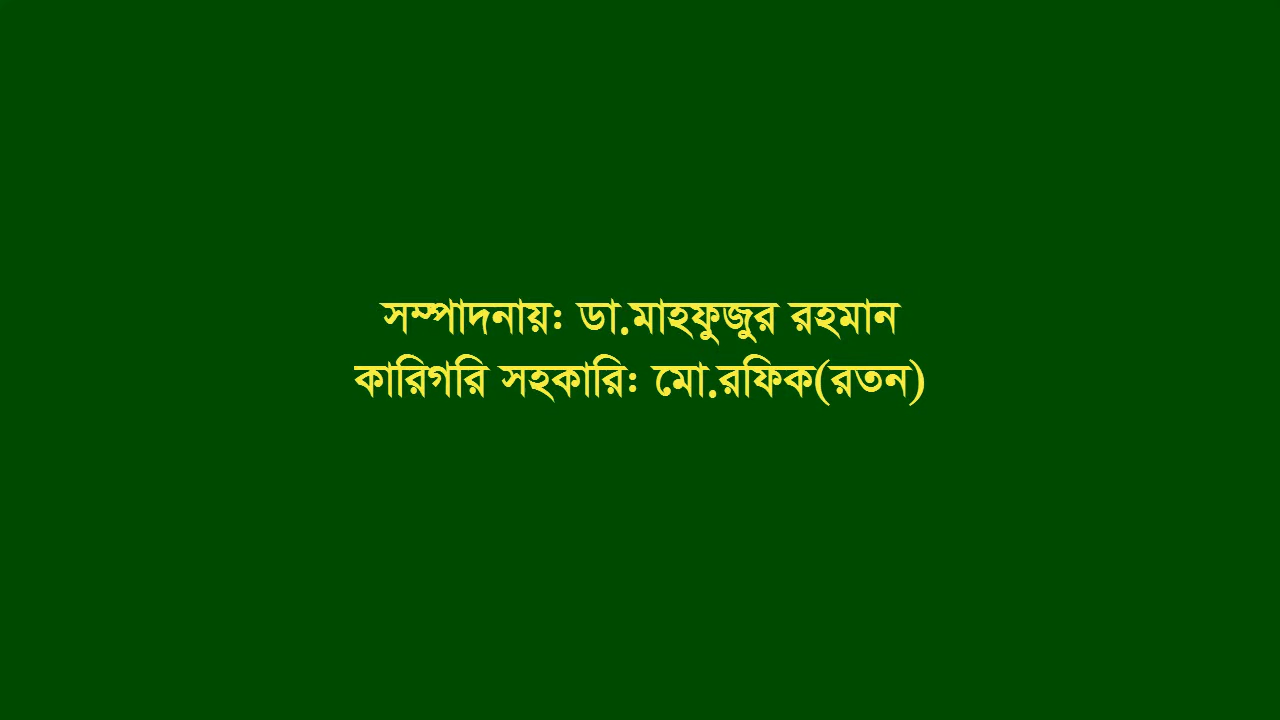 সম্পাদনায়: ডা.মাহফুজুর রহমান
কারিগরি সহকারি: মো.রফিক(রতন)